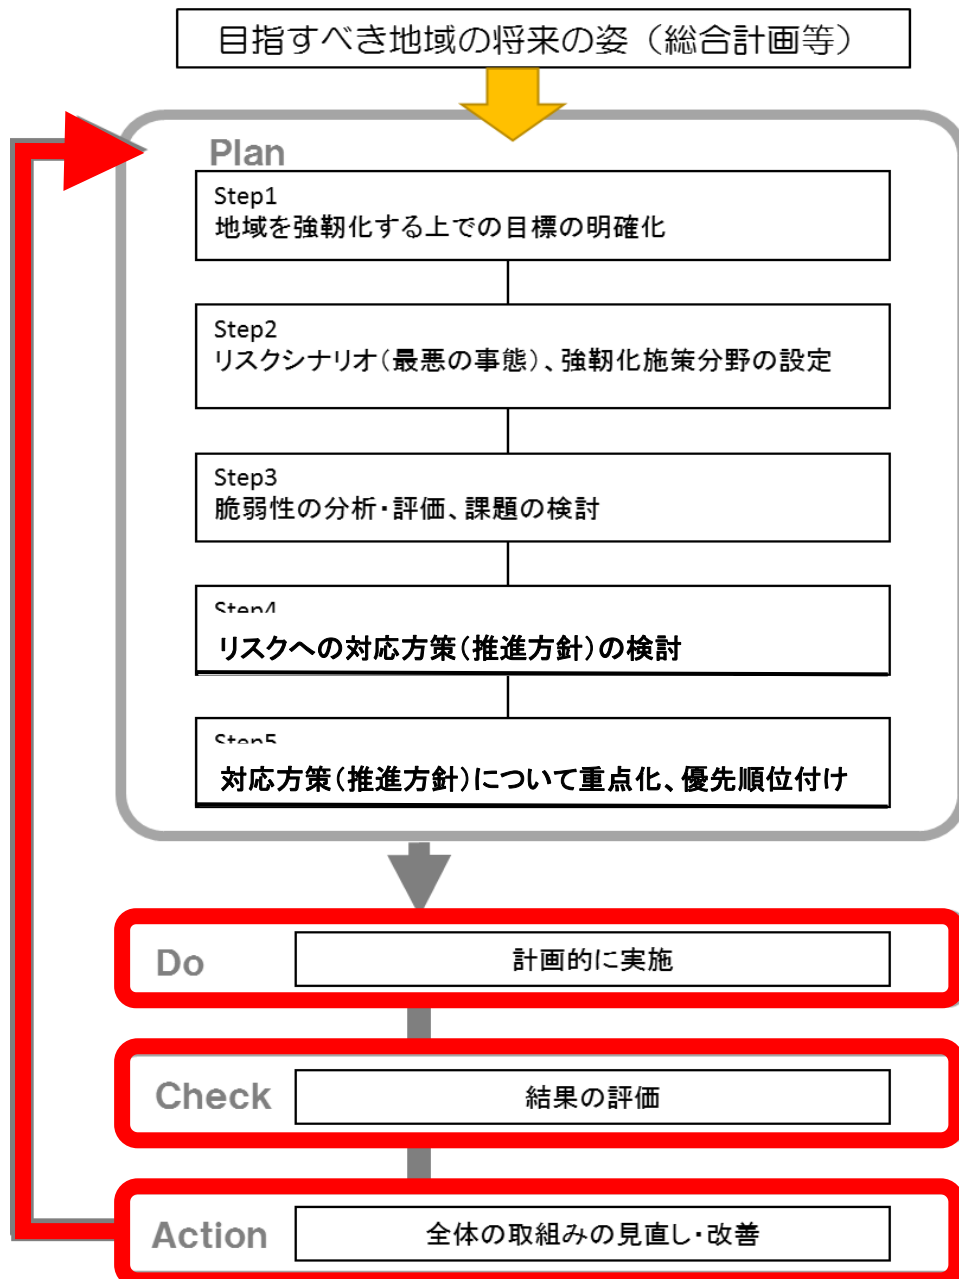 目指すべき地域の将来の姿（総合計画等）
Plan
Step1
地域を強靭化する上での目標の明確化
Step2
リスクシナリオ（最悪の事態）、強靭化施策分野の設定
Step3
脆弱性の分析・評価、課題の検討
Step4
リスクへの対応方策（推進方針）の検討
Step5
対応方策（推進方針）について重点化、優先順位付け
Do
計画的に実施
Check
結果の評価
Action
全体の取組みの見直し・改善